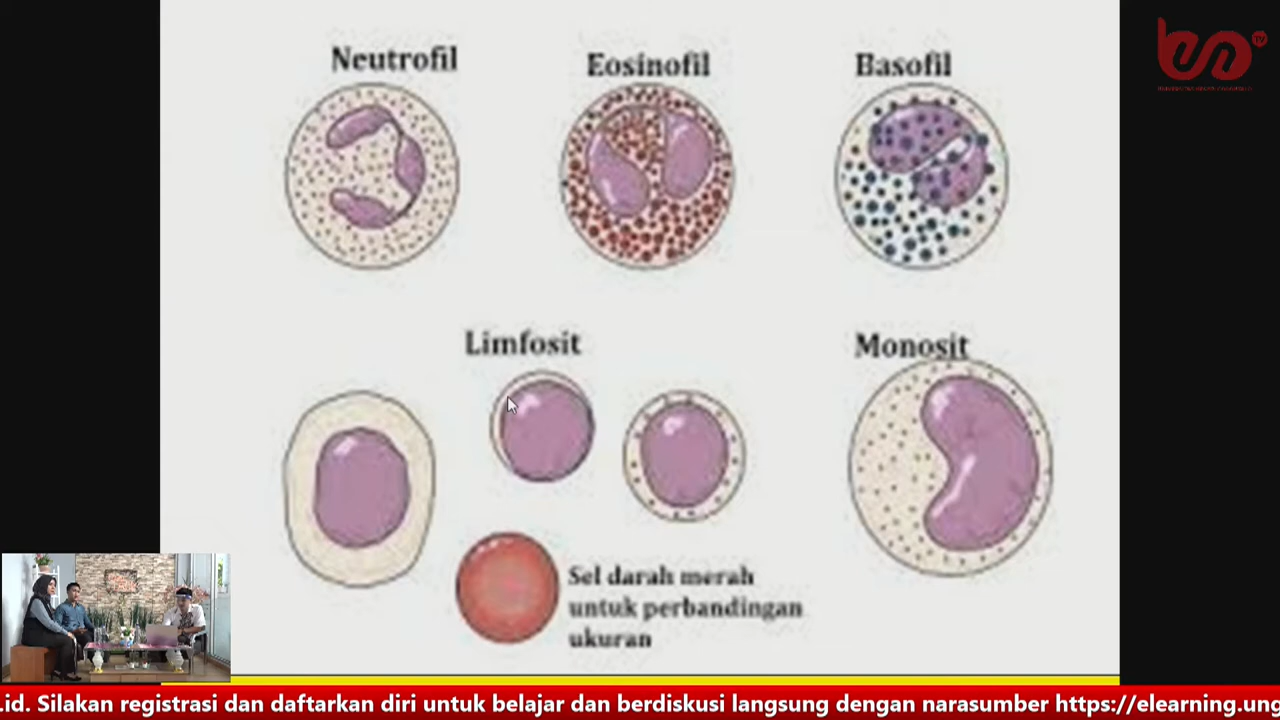 Neutrofil
Eosinofil
Basofil
Limfosit
Monosit
Sel darah merah
untuk perbandingan
ukuran
.id. Silakan registrasi dan daftarkan diri untuk belajar dan berdiskusi langsung dengan narasumber https://elearning.ung